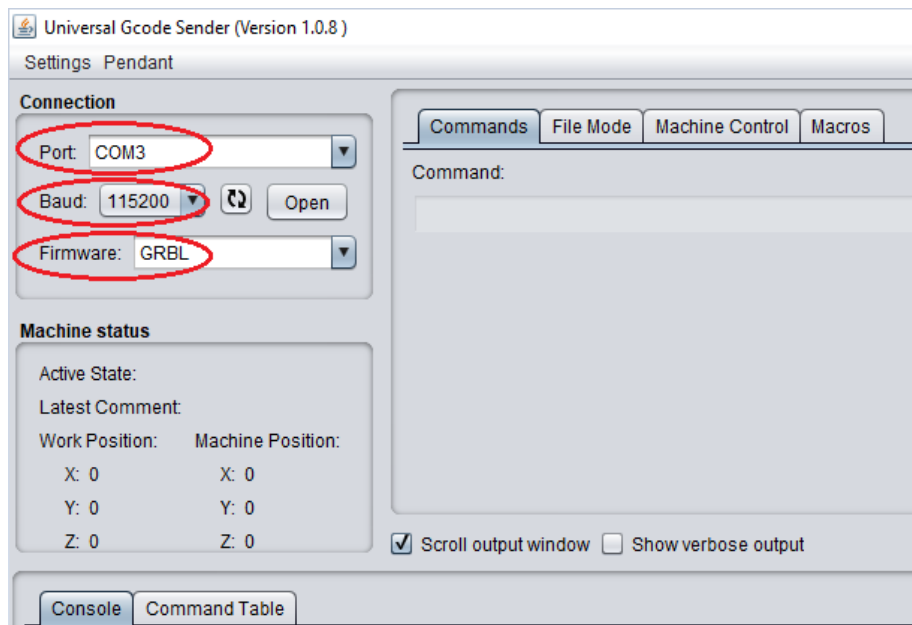 Universal Gcode Sender (Version 1.0.8 )
Settings Pendant
Connection
Port: COM3
Baud: 115200 Open
Firmware: GRBL
Machine status
Active State:
Latest Comment:
Work Position: Machine Position:
X: 0 X: 0
Y: 0 Y: 0
Z: 0 Z: 0
Commands File Mode Machine Control Macros
Command:
Scroll output window Show verbose output
Console Command Table